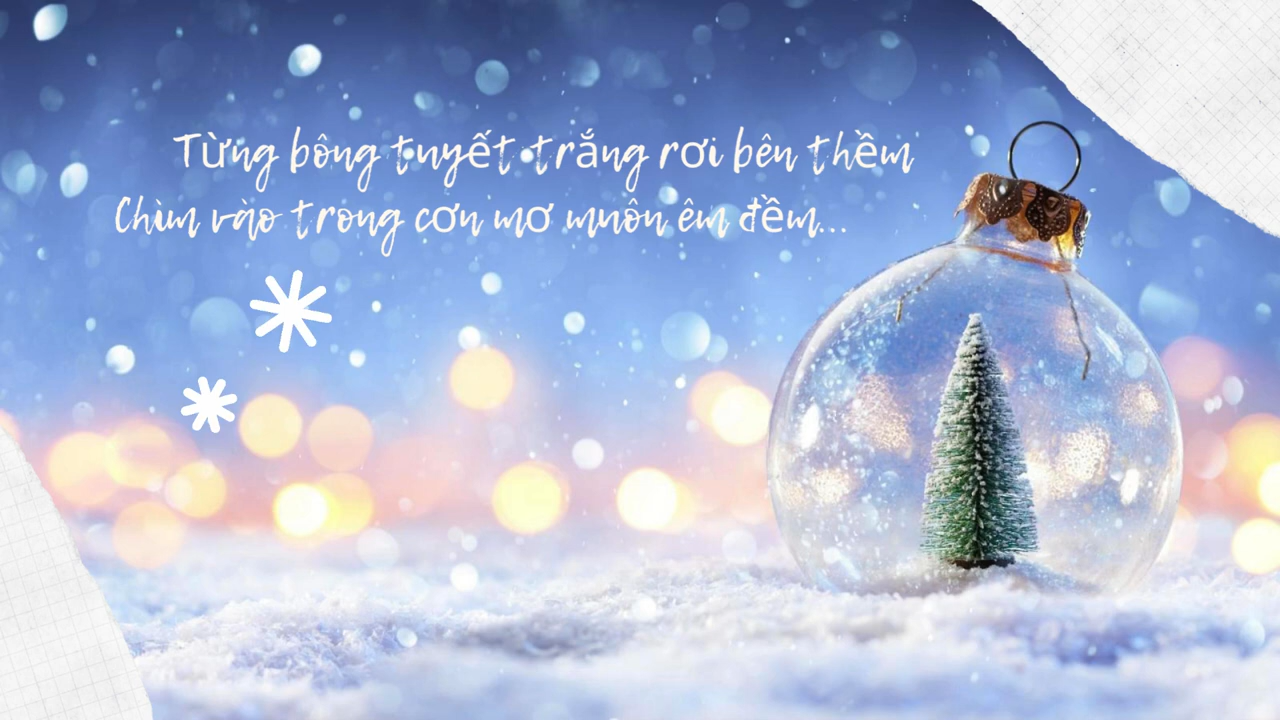 Từng bông tuyết trắng rơi bên thềm
Chìm vào trong cơn mơ muôn êm đềm...